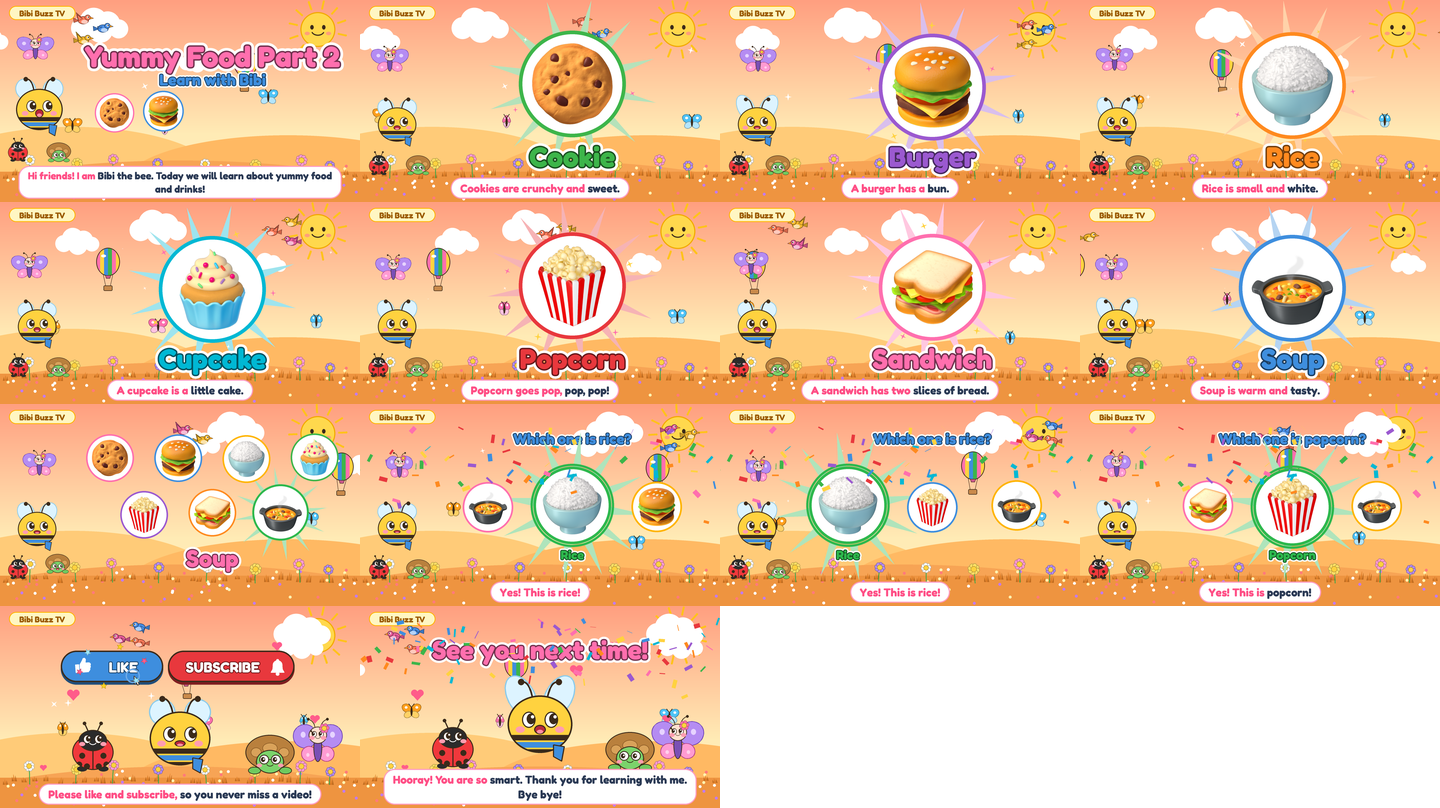 Bibi Buzz TV
Yummy Food Part 2
Learn with Bibi
Hi friends! I am Bibi the bee. Today we will learn about yummy food
and drinks!
Bibi Buzz TV
Cookie
Cookies are crunchy and sweet.
Bibi Buzz TV
Burger
A burger has a bun.
Bibi Buzz TV
Rice
Rice is small and white.
Bibi Buzz TV
Cupcake
A cupcake is a little cake.
Bibi Buzz TV
Popcorn
Popcorn goes pop, pop, pop!
Bibi Buzz TV
Sandwich
A sandwich has two slices of bread.
Bibi Buzz TV
Soup
Soup is warm and tasty.
Bibi Buzz TV
Soup
Bibi Buzz TV
Which one is rice?
Rice
Yes! This is rice!
Bibi Buzz TV
Which one is rice?
Rice
Yes! This is rice!
Bibi Buzz TV
Which one is popcorn?
Popcorn
Yes! This is popcorn!
Bibi Buzz TV
LIKE
SUBSCRIBE
Please like and subscribe, so you never miss a video!
Bibi Buzz TV
See you next time!
Hooray! You are so smart. Thank you for learning with me.
Bye bye!